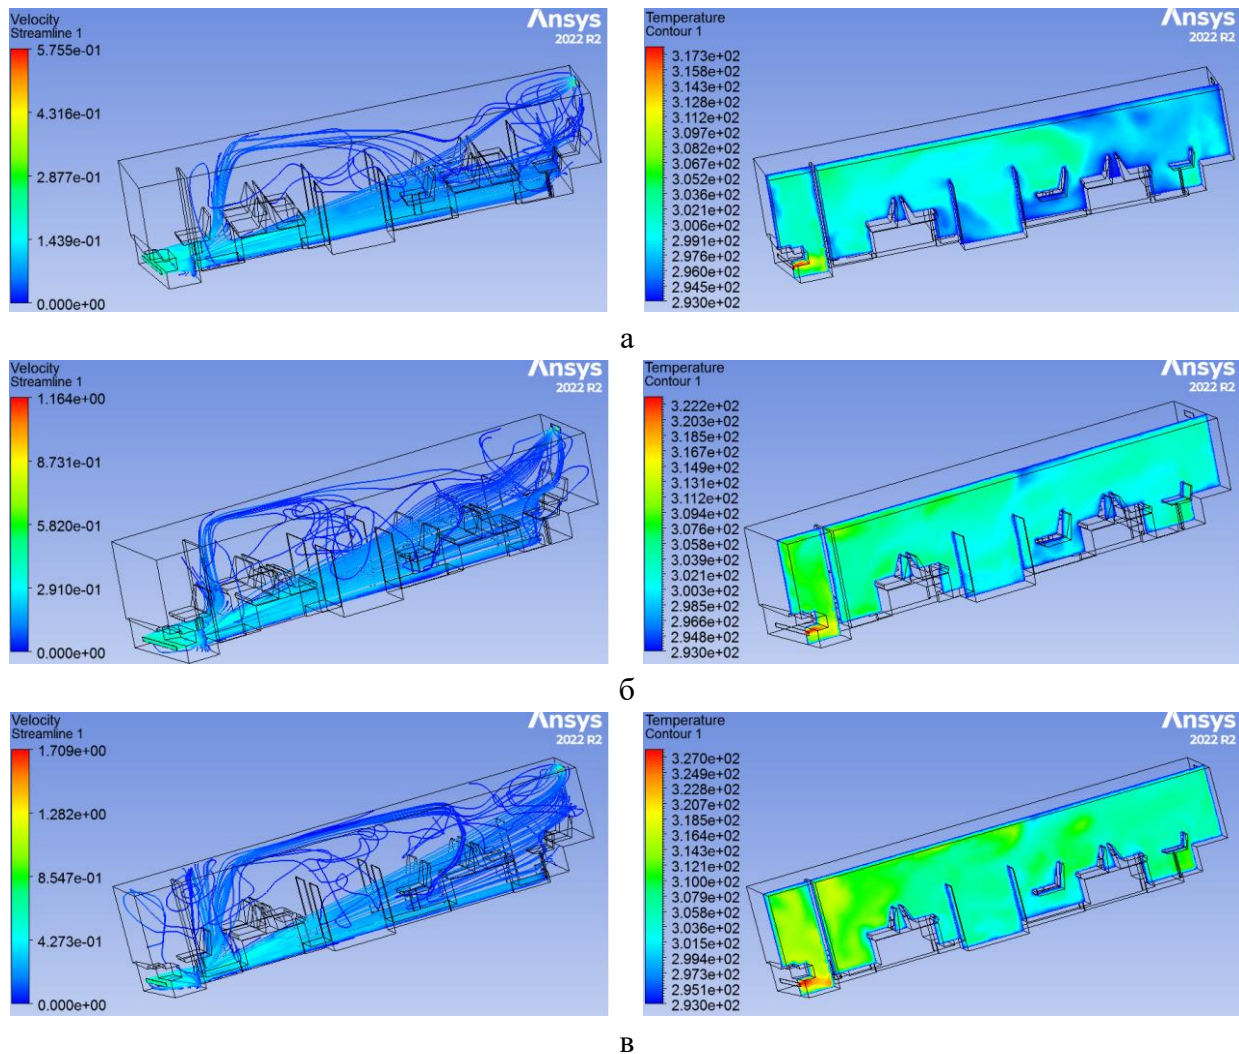 Velocity
Streamline 1
5.755e-01
4.316e-01
2.877e-01
1.439e-01
0.000e+00
Ansys
2022 R2
Temperature
Contour 1
3.173e+02
3.158e+02
3.143e+02
3.128e+02
3.112e+02
3.097e+02
3.082e+02
3.067e+02
3.052e+02
3.036e+02
3.021e+02
3.006e+02
2.991e+02
2.976e+02
2.960e+02
2.945e+02
2.930e+02
Ansys
2022 R2
а
Velocity
Streamline 1
1.164e+00
8.731e-01
5.820e-01
2.910e-01
0.000e+00
Ansys
2022 R2
Temperature
Contour 1
3.222e+02
3.203e+02
3.185e+02
3.167e+02
3.149e+02
3.131e+02
3.112e+02
3.094e+02
3.076e+02
3.058e+02
3.039e+02
3.021e+02
3.003e+02
2.985e+02
2.966e+02
2.948e+02
2.930e+02
Ansys
2022 R2
б
Velocity
Streamline 1
1.709e+00
1.282e+00
8.547e-01
4.273e-01
0.000e+00
Ansys
2022 R2
Temperature
Contour 1
3.270e+02
3.249e+02
3.228e+02
3.207e+02
3.185e+02
3.164e+02
3.143e+02
3.121e+02
3.100e+02
3.079e+02
3.058e+02
3.036e+02
3.015e+02
2.994e+02
2.973e+02
2.951e+02
2.930e+02
Ansys
2022 R2
в